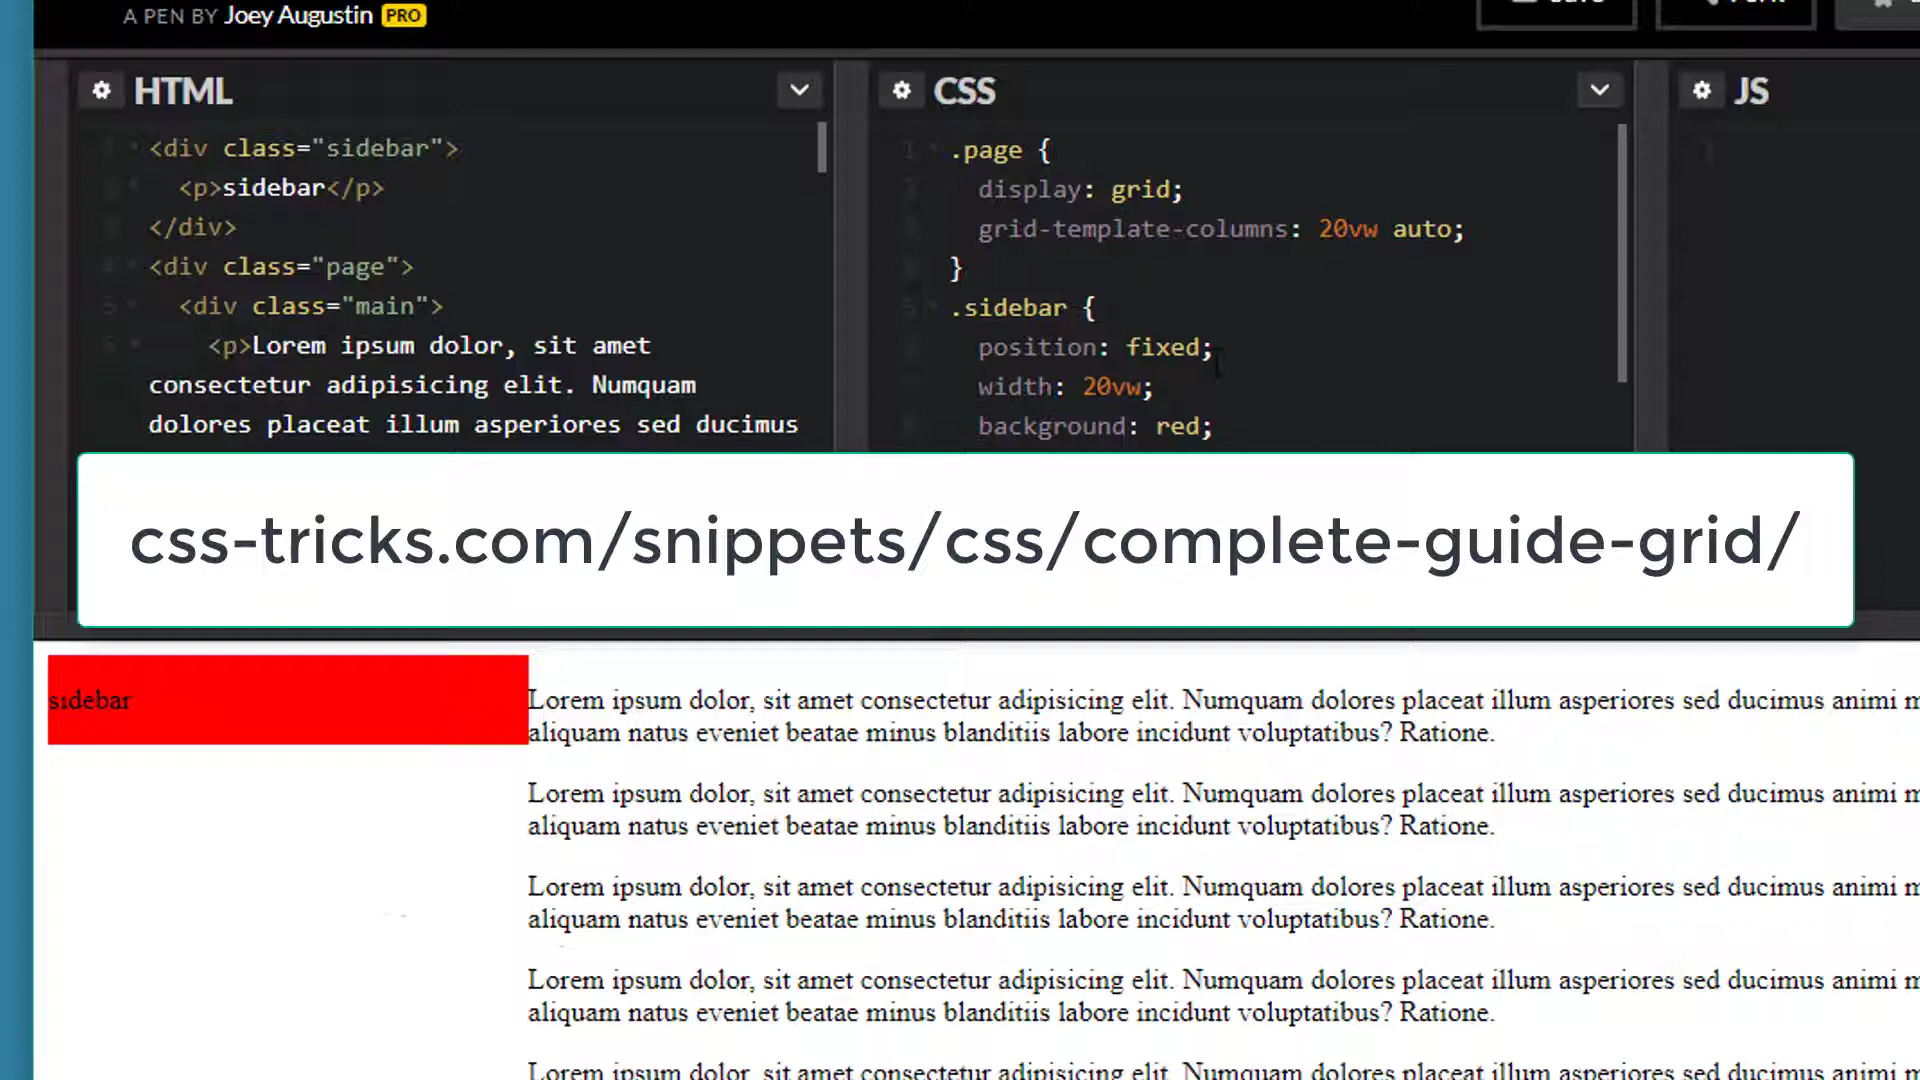 A PEN BY Joey Augustin PRO
HTML
<div class="sidebar">
<p>sidebar</p>
</div>
<div class="page">
<div class="main">
<p>Lorem ipsum dolor, sit amet
consectetur adipisicing elit. Numquam
dolores placeat illum asperiores sed ducimus
CSS
.page {
display: grid;
grid-template-columns: 20vw auto;
}
.sidebar {
position: fixed;
width: 20vw;
background: red;
JS
css-tricks.com/snippets/css/complete-guide-grid/
sidebar
Lorem ipsum dolor, sit amet consectetur adipisicing elit. Numquam dolores placeat illum asperiores sed ducimus animi
aliquam natus eveniet beatae minus blanditiis labore incidunt voluptatibus? Ratione.
Lorem ipsum dolor, sit amet consectetur adipisicing elit. Numquam dolores placeat illum asperiores sed ducimus animi
aliquam natus eveniet beatae minus blanditiis labore incidunt voluptatibus? Ratione.
Lorem ipsum dolor, sit amet consectetur adipisicing elit. Numquam dolores placeat illum asperiores sed ducimus animi
aliquam natus eveniet beatae minus blanditiis labore incidunt voluptatibus? Ratione.
Lorem ipsum dolor, sit amet consectetur adipisicing elit. Numquam dolores placeat illum asperiores sed ducimus animi
aliquam natus eveniet beatae minus blanditiis labore incidunt voluptatibus? Ratione.
Lorem ipsum dolor, sit amet consectetur adipisicing elit. Numquam dolores placeat illum asperiores sed ducimus animi